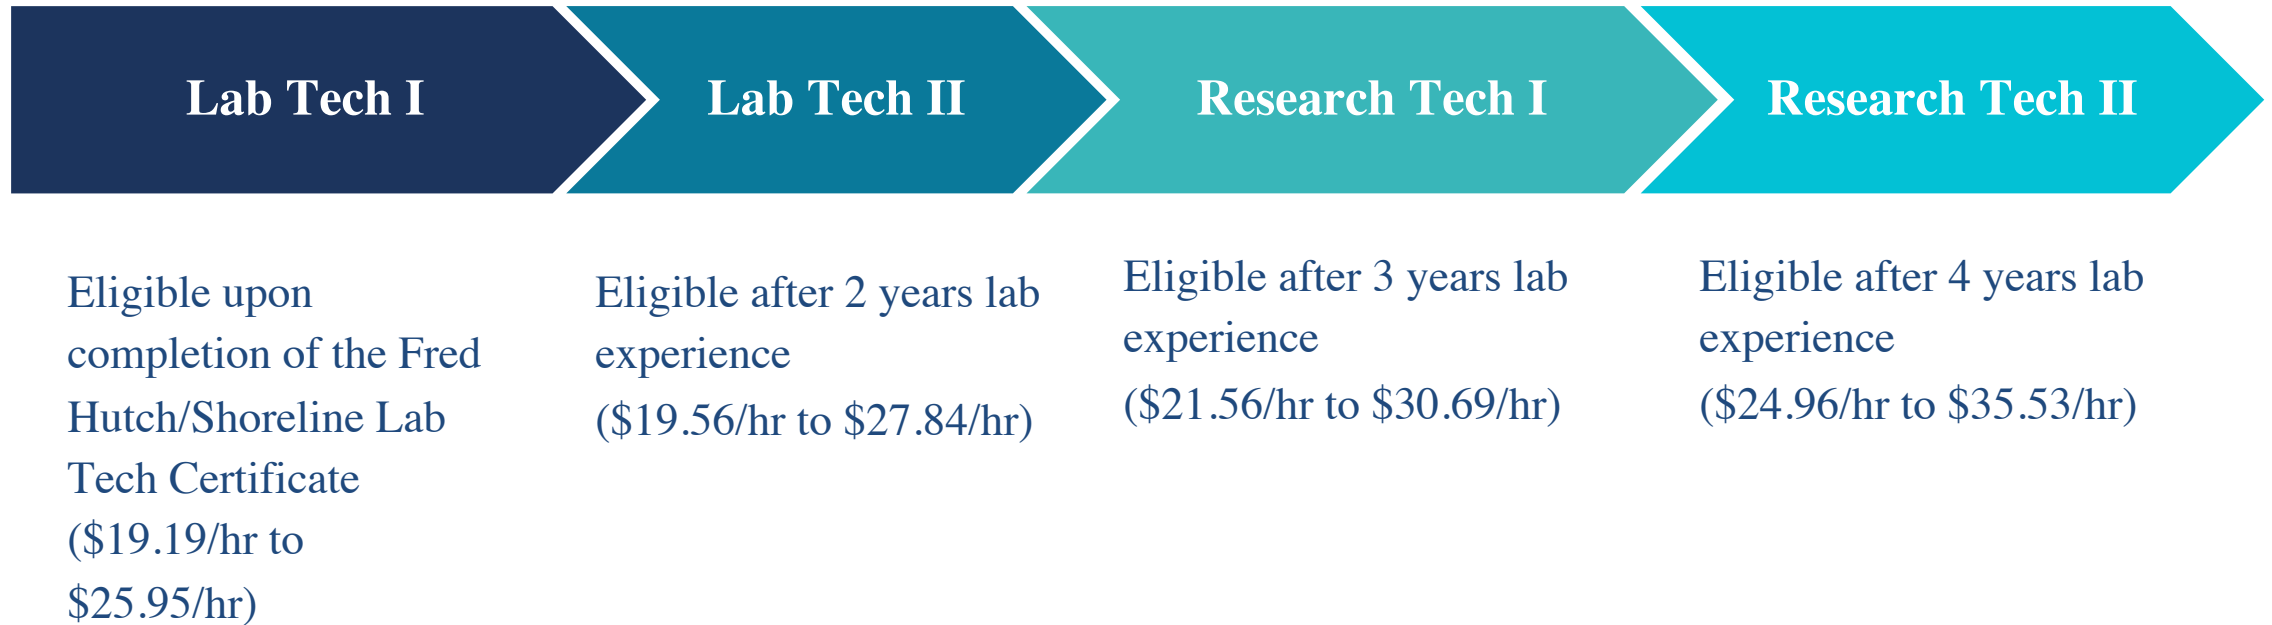 Lab Tech I
Lab Tech II
Research Tech I
Research Tech II
Eligible upon
completion of the Fred
Hutch/Shoreline Lab
Tech Certificate
($19.19/hr to
$25.95/hr)
Eligible after 2 years lab
experience
($19.56/hr to $27.84/hr)
Eligible after 3 years lab
experience
($21.56/hr to $30.69/hr)
Eligible after 4 years lab
experience
($24.96/hr to $35.53/hr)